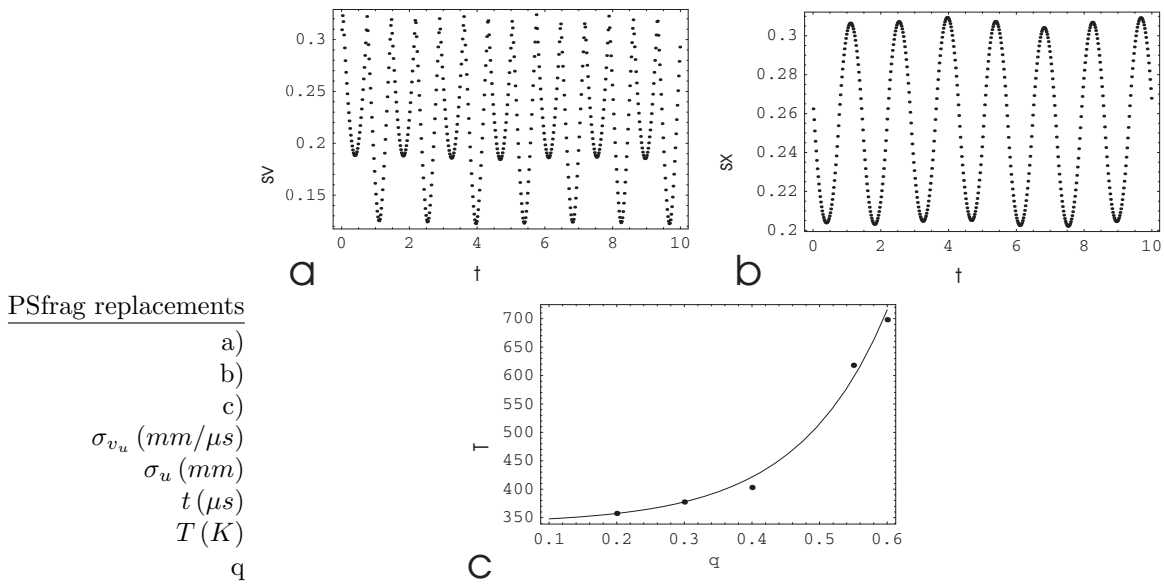 0.3
0.25
0.2
0.15
SV
0 2 4 6 8 10
a
t
0.3
0.28
0.26
0.24
0.22
0.2
SX
0 2 4 6 8 10
b
t
PSfrag replacements
a)
b)
c)
σ_{v_u} (mm/μs)
σ_u (mm)
t (μs)
T (K)
q
700
650
600
550
500
450
400
350
T
0.1 0.2 0.3 0.4 0.5 0.6
c
q